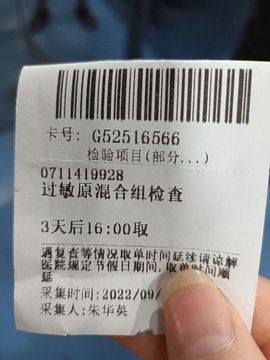 卡号: G52516566
检验项目(部分...)
0711419928
过敏原混合组检查
3天后16:00取
遇复查等情况取单时间延续请谅解
医院规定节假日期间,取单时间顺
延
采集时间:2022/09/
采集人:朱华英